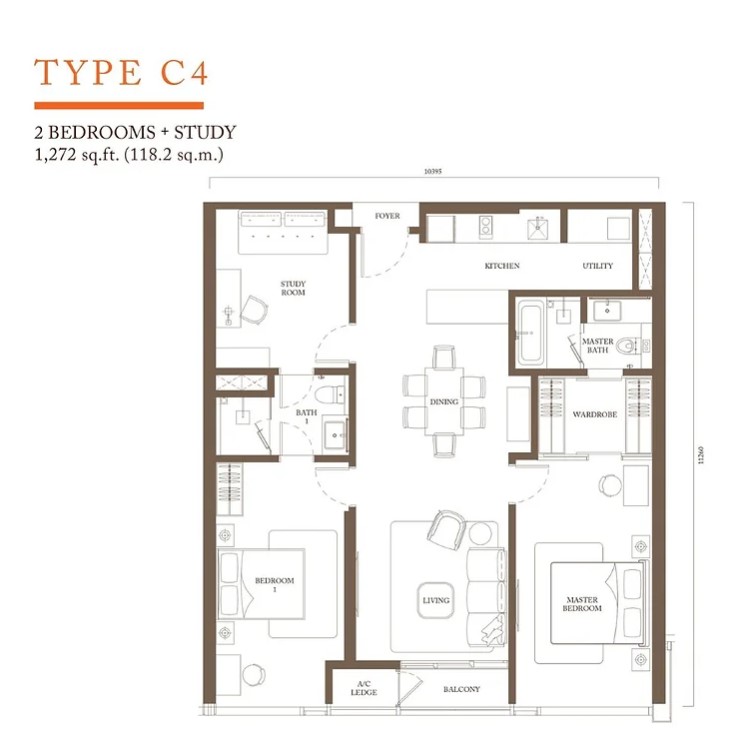 TYPE C4
2 BEDROOMS + STUDY
1,272 sq.ft. (118.2 sq.m.)
10395
FOYER
KITCHEN
UTILITY
STUDY
ROOM
MASTER
BATH
DINING
BATH
1
WARDROBE
11260
BEDROOM
1
LIVING
MASTER
BEDROOM
A/C
LEDGE
BALCONY